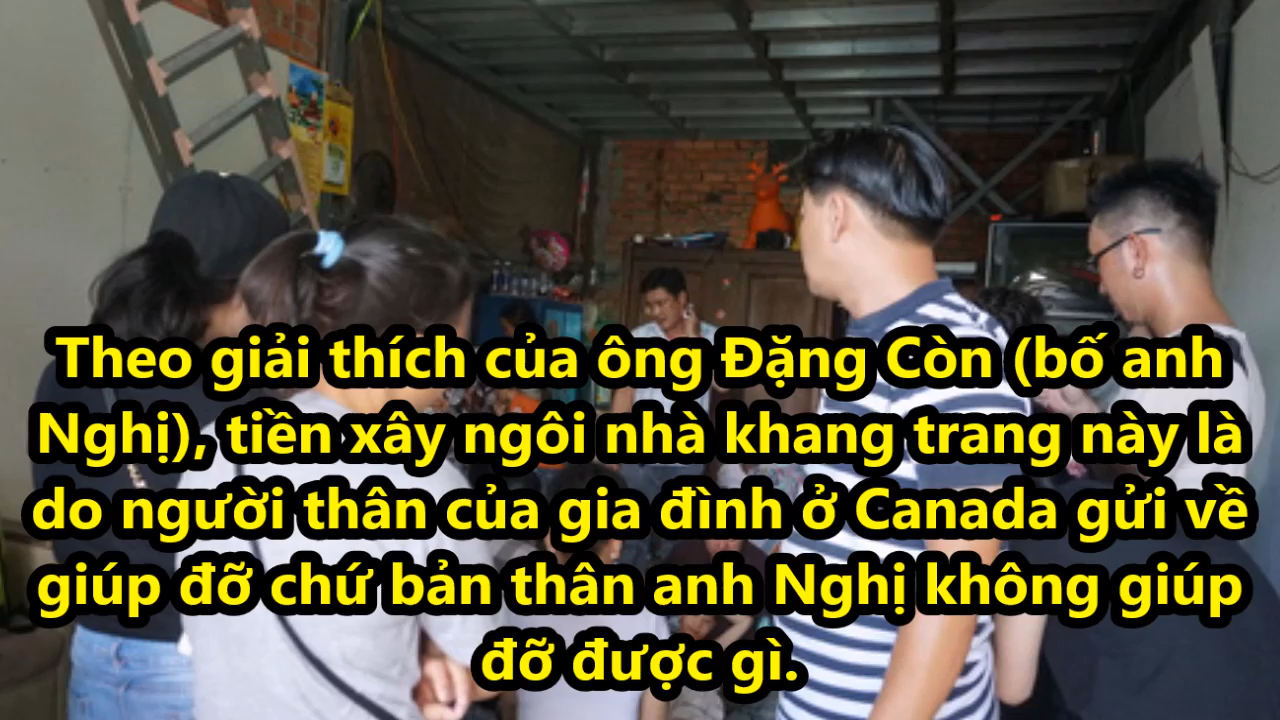 Theo giải thích của ông Đặng Còn (bố anh
Nghị), tiền xây ngôi nhà khang trang này là
do người thân của gia đình ở Canada gửi về
giúp đỡ chứ bản thân anh Nghị không giúp
đỡ được gì.